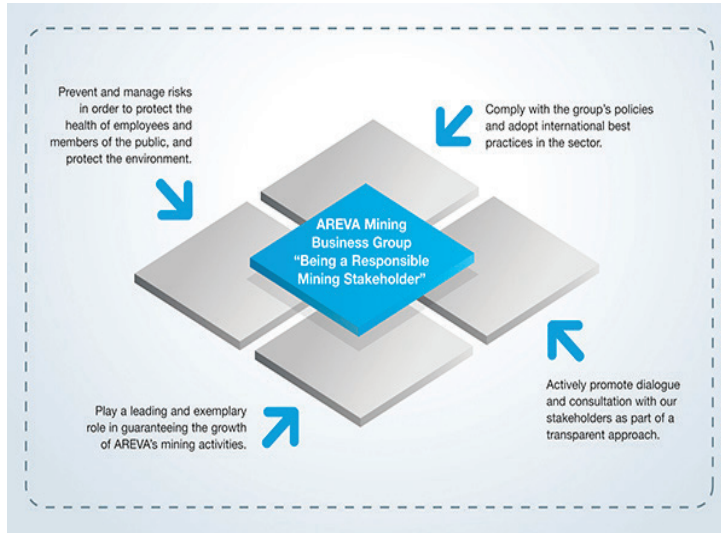 Prevent and manage risks
in order to protect the
health of employees and
members of the public, and
protect the environment.
Comply with the group's policies
and adopt international best
practices in the sector.
AREVA Mining
Business Group
“Being a Responsible
Mining Stakeholder”
Play a leading and exemplary
role in guaranteeing the growth
of AREVA's mining activities.
Actively promote dialogue
and consultation with our
stakeholders as part of a
transparent approach.